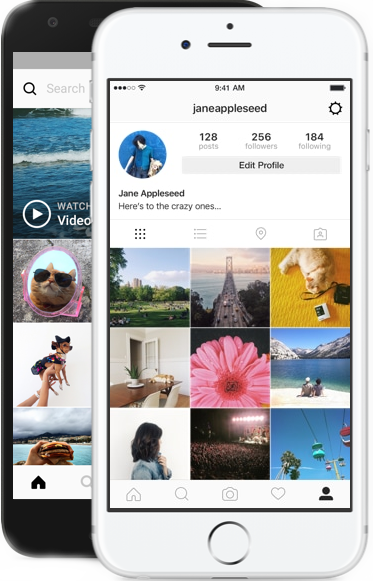 Search
WATCH
Video
9:41 AM
janeappleseed
128
256
184
posts
followers
following
Edit Profile
Jane Appleseed
Here's to the crazy ones...